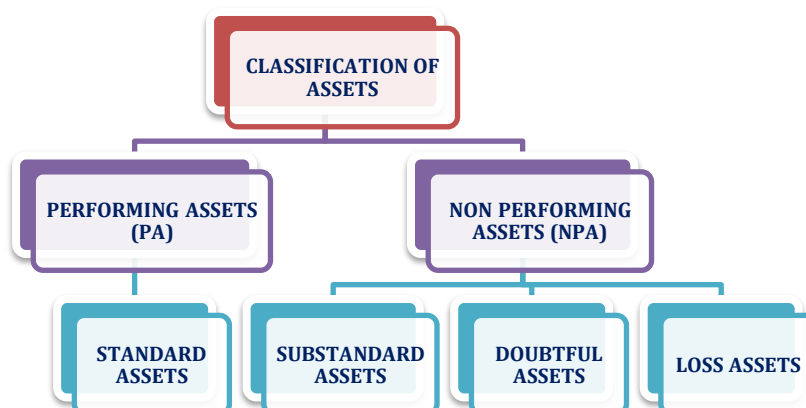 CLASSIFICATION OF
ASSETS
PERFORMING ASSETS
(PA)
NON PERFORMING
ASSETS (NPA)
STANDARD
ASSETS
SUBSTANDARD
ASSETS
DOUBTFUL
ASSETS
LOSS ASSETS